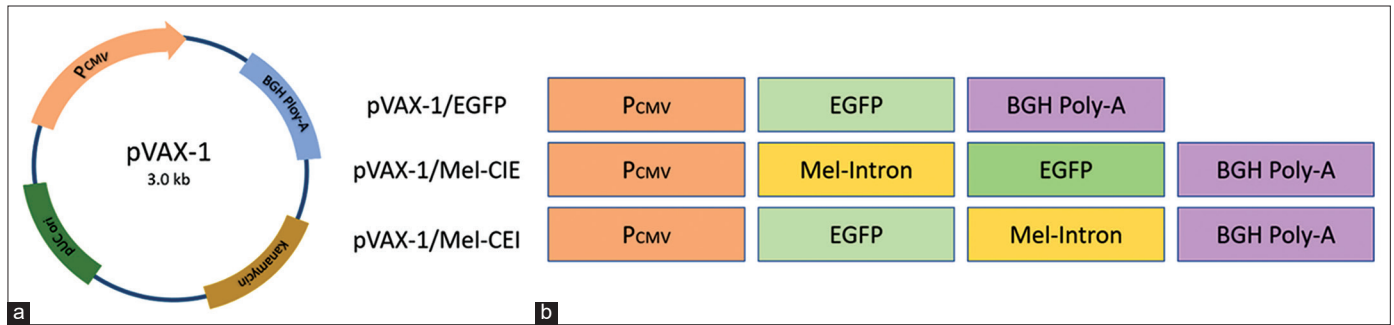 PCMV
BGH Ploy-A
pVAX-1
3.0 kb
pUC ori
Kanamycin
a
pVAX-1/EGFP
PCMV
EGFP
BGH Poly-A
pVAX-1/Mel-CIE
PCMV
Mel-Intron
EGFP
BGH Poly-A
pVAX-1/Mel-CEI
PCMV
EGFP
Mel-Intron
BGH Poly-A
b